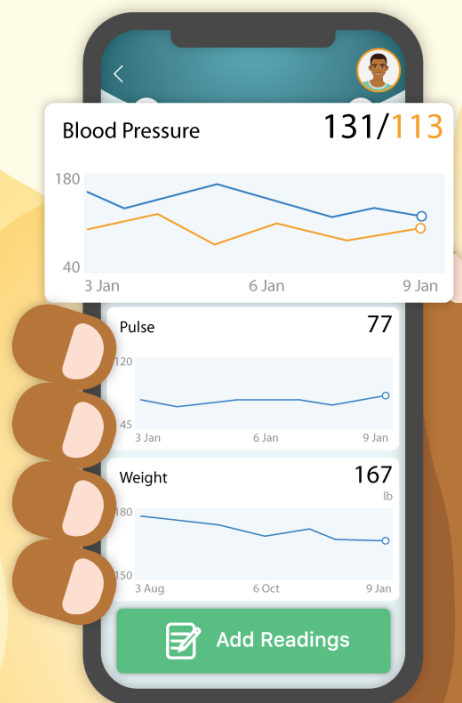 Blood Pressure 131/113
180
40
3 Jan 6 Jan 9 Jan
Pulse 77
120
45
3 Jan 6 Jan 9 Jan
Weight 167
lb
180
150
3 Aug 6 Oct 9 Jan
Add Readings